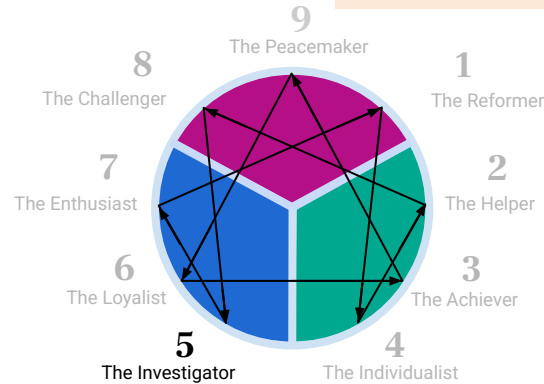 9
The Peacemaker
8
The Challenger
1
The Reformer
7
The Enthusiast
2
The Helper
6
The Loyalist
3
The Achiever
5
The Investigator
4
The Individualist